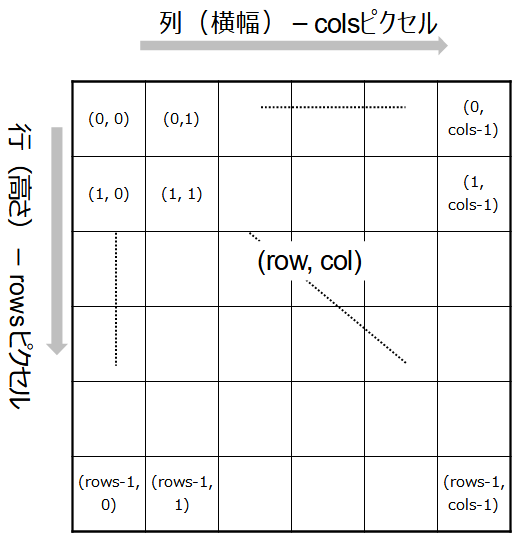 列（横幅）－colsピクセル
行（高さ）－rowsピクセル
(0, 0)
(0,1)
(0,
cols-1)
(1, 0)
(1, 1)
(1,
cols-1)
(row, col)
(rows-1,
0)
(rows-1,
1)
(rows-1,
cols-1)